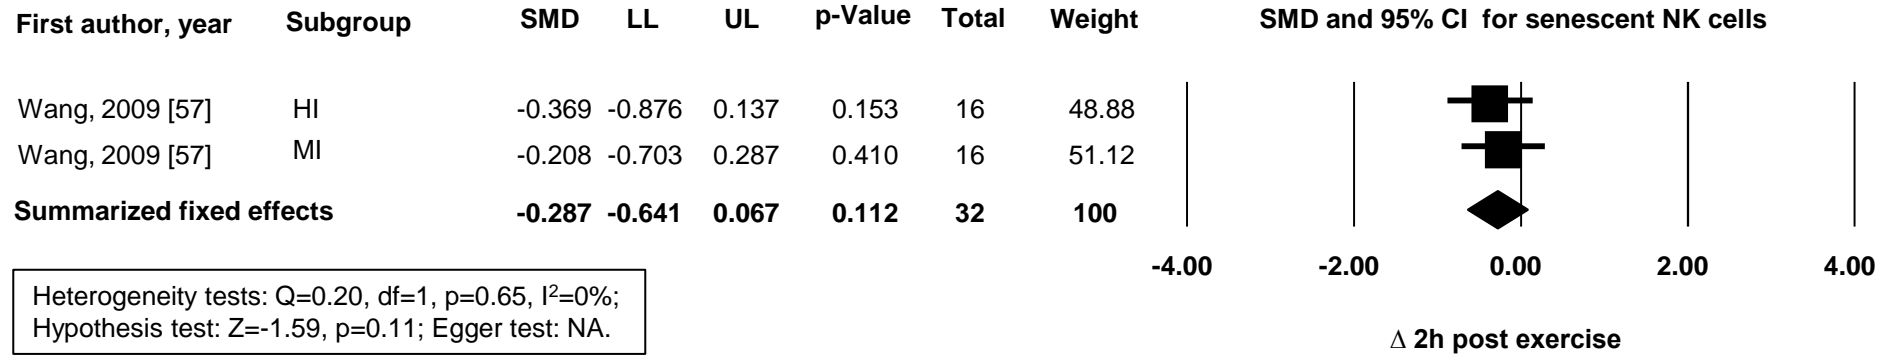 First author, year Subgroup SMD LL UL p-Value Total Weight SMD and 95% CI for senescent NK cells
Wang, 2009 [57] HI -0.369 -0.876 0.137 0.153 16 48.88
Wang, 2009 [57] MI -0.208 -0.703 0.287 0.410 16 51.12
Summarized fixed effects -0.287 -0.641 0.067 0.112 32 100
-4.00 -2.00 0.00 2.00 4.00
Heterogeneity tests: Q=0.20, df=1, p=0.65, I²=0%;
Hypothesis test: Z=-1.59, p=0.11; Egger test: NA.
Δ 2h post exercise